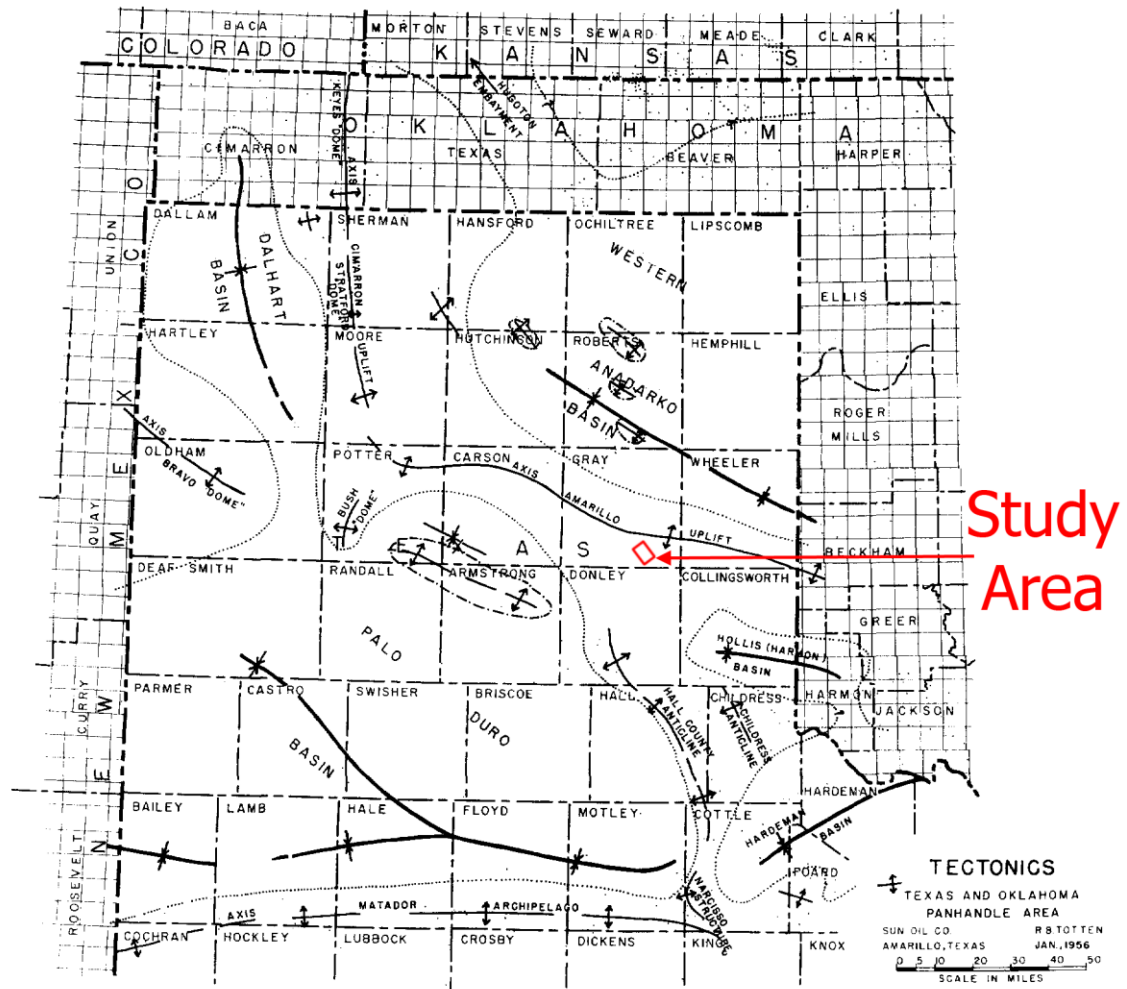 BACA
MORTON
STEVENS
SEWARD
MEADE
CLARK
COLORADO
KANSAS
KEYES "DOME"
AXIS
HUGOTON
EMBAYMENT
OKLAHOMA
CIMARRON
TEXAS
BEAVER
HARPER
UNION
DALLAM
SHERMAN
HANSFORD
OCHILTREE
LIPSCOMB
DALHART
BASIN
CIMARRON
STRATFORD
"DOME"
UPLIFT
WESTERN
ANADARKO
BASIN
ELLIS
HARTLEY
MOORE
HUTCHINSON
ROBERTS
HEMPHILL
ROGER
MILLS
AXIS
BRAVO "DOME"
OLDHAM
POTTER
CARSON
AXIS
GRAY
WHEELER
AMARILLO
UPLIFT
QUAY
BUSH
"DOME"
TEXAS
BECKHAM
Study
Area
DEAF SMITH
RANDALL
ARMSTRONG
DONLEY
COLLINGSWORTH
GREER
PALO
DURO
BASIN
HOLLIS (HARMON)
BASIN
CURRY
PARMER
CASTRO
SWISHER
BRISCOE
HALL
CHILDRESS
HARMON
JACKSON
HALL COUNTY
ANTICLINE
CHILDRESS
ANTICLINE
NEW MEXICO
BAILEY
LAMB
HALE
FLOYD
MOTLEY
COTTLE
HARDEMAN
HARDEMAN
BASIN
FOARD
ROOSEVELT
AXIS
MATADOR
ARCHIPELAGO
NARCISSO
STRUCTURE
COCHRAN
HOCKLEY
LUBBOCK
CROSBY
DICKENS
KING
KNOX
TECTONICS
TEXAS AND OKLAHOMA
PANHANDLE AREA
SUN OIL CO. R.B. TOTTEN
AMARILLO, TEXAS JAN., 1956
0 5 10 20 30 40 50
SCALE IN MILES